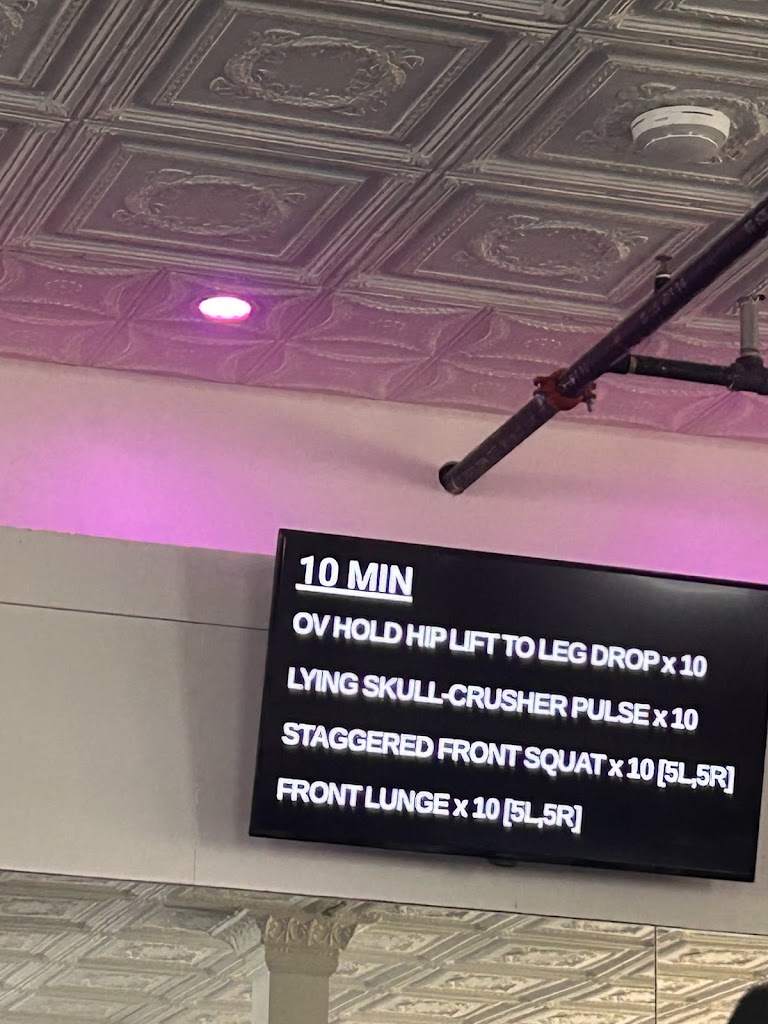 10 MIN
OV HOLD HIP LIFT TO LEG DROP x 10
LYING SKULL-CRUSHER PULSE x 10
STAGGERED FRONT SQUAT x 10 [5L,5R]
FRONT LUNGE x 10 [5L,5R]